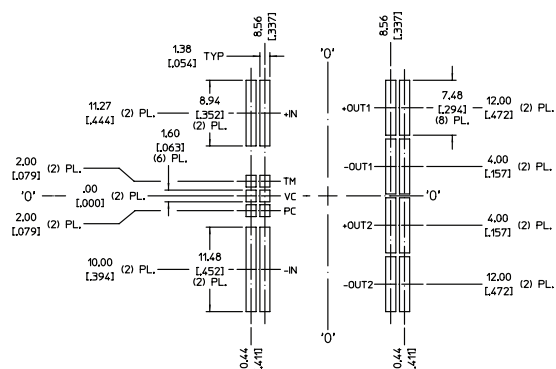 8.56
[.337]
8.56
[.337]
1.38 TYP
[.054]
'0'
11.27 (2) PL.
[.444]
8.94
[.352]
(2) PL.
+IN
+OUT1
7.48
[.294]
(8) PL.
12.00 (2) PL.
[.472]
1.60
[.063]
(6) PL.
2.00 (2) PL.
[.079]
TM
-OUT1
4.00 (2) PL.
[.157]
'0'
.00 (2) PL.
[.000]
VC
'0'
2.00 (2) PL.
[.079]
PC
+OUT2
4.00 (2) PL.
[.157]
10.00 (2) PL.
[.394]
11.48
[.452]
(2) PL.
-IN
-OUT2
12.00 (2) PL.
[.472]
'0'
0.44
.411]
0.44
.411]